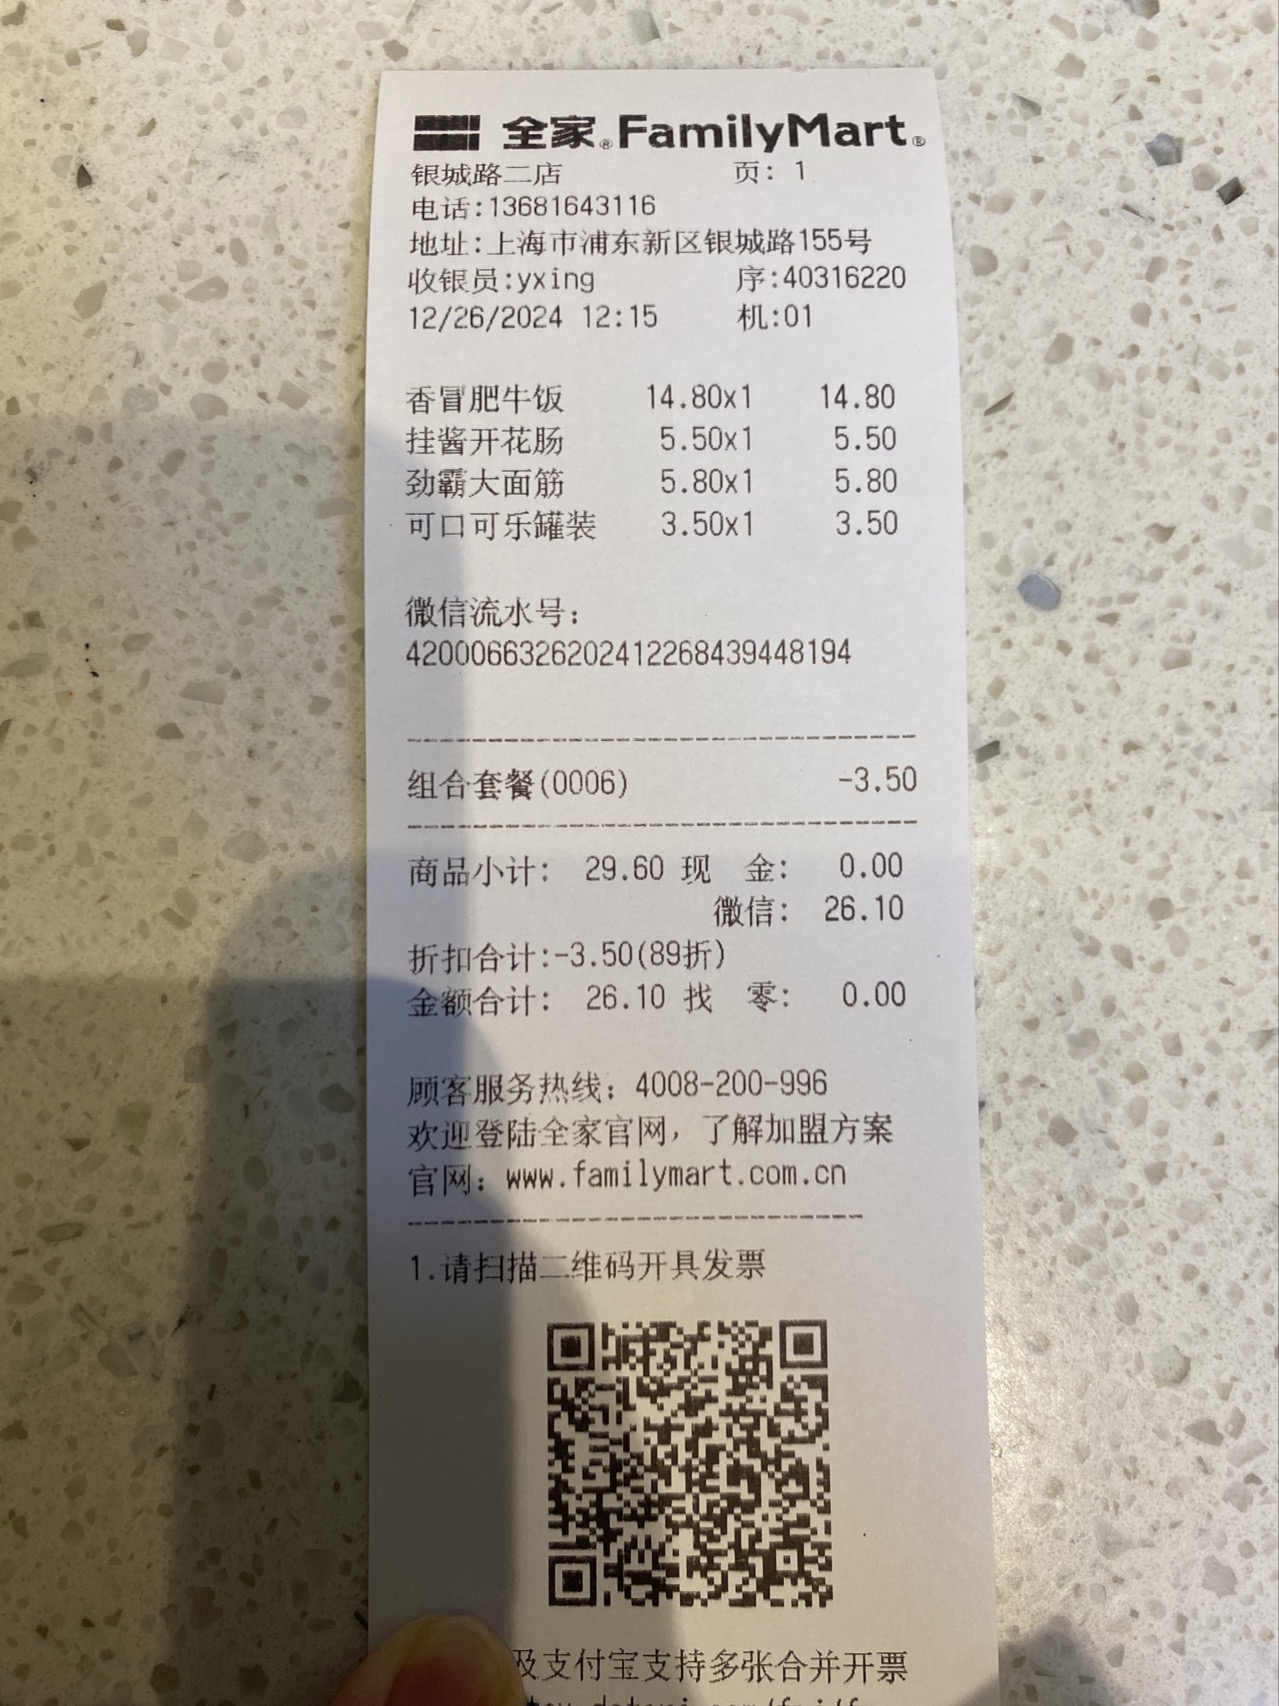 全家®FamilyMart®
银城路二店 页: 1
电话:13681643116
地址:上海市浦东新区银城路155号
收银员:yxing 序:40316220
12/26/2024 12:15 机:01
香冒肥牛饭 14.80x1 14.80
挂酱开花肠 5.50x1 5.50
劲霸大面筋 5.80x1 5.80
可口可乐罐装 3.50x1 3.50
微信流水号:
4200066326202412268439448194
组合套餐(0006) -3.50
商品小计: 29.60 现 金: 0.00
微信: 26.10
折扣合计:-3.50(89折)
金额合计: 26.10 找 零: 0.00
顾客服务热线: 4008-200-996
欢迎登陆全家官网，了解加盟方案
官网: www.familymart.com.cn
1.请扫描二维码开具发票
及支付宝支持多张合并开票